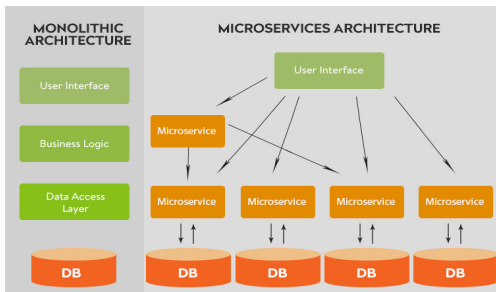 MONOLITHIC
ARCHITECTURE
User Interface
Business Logic
Data Access
Layer
DB
MICROSERVICES ARCHITECTURE
User Interface
Microservice
Microservice
Microservice
Microservice
Microservice
DB
DB
DB
DB